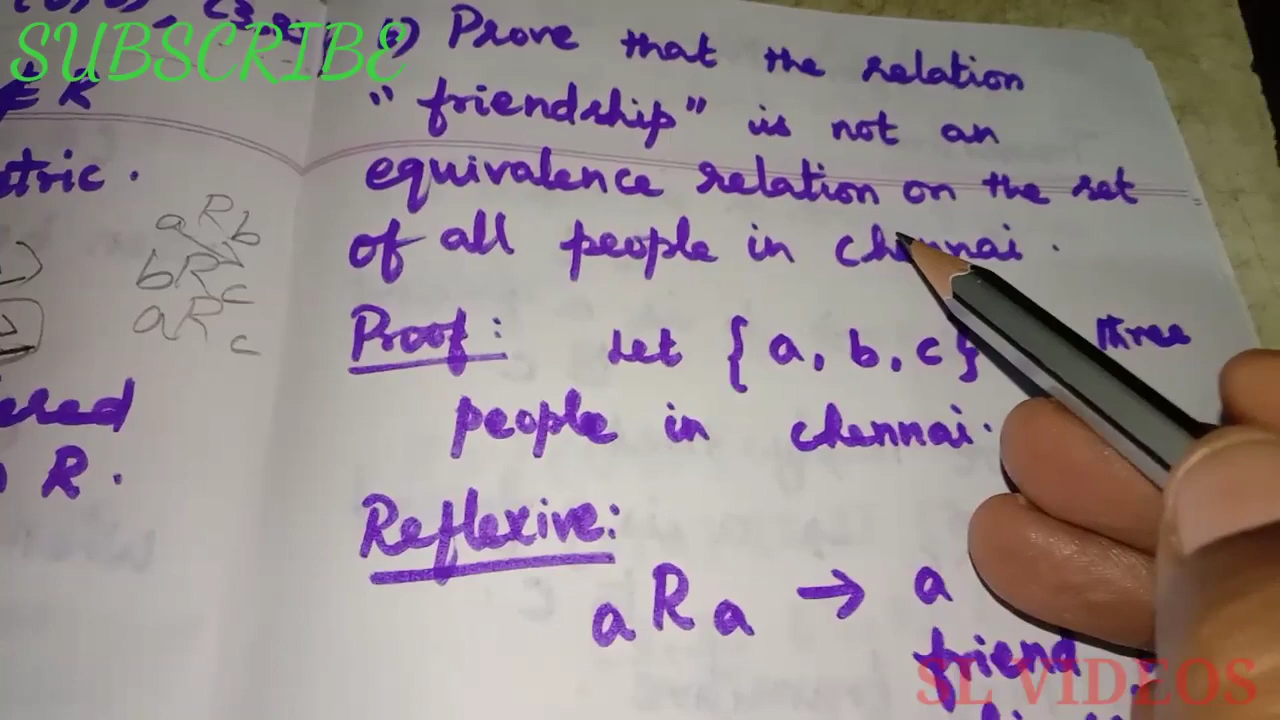 SUBSCRIBE
R
tric.
aRb
bRc
aRc
R.
i) Prove that the relation
"friendship" is not an
equivalence relation on the set
of all people in chennai.
Proof: Let {a, b, c} three
people in chennai.
Reflexive:
aRa → a
friend
SL VIDEOS